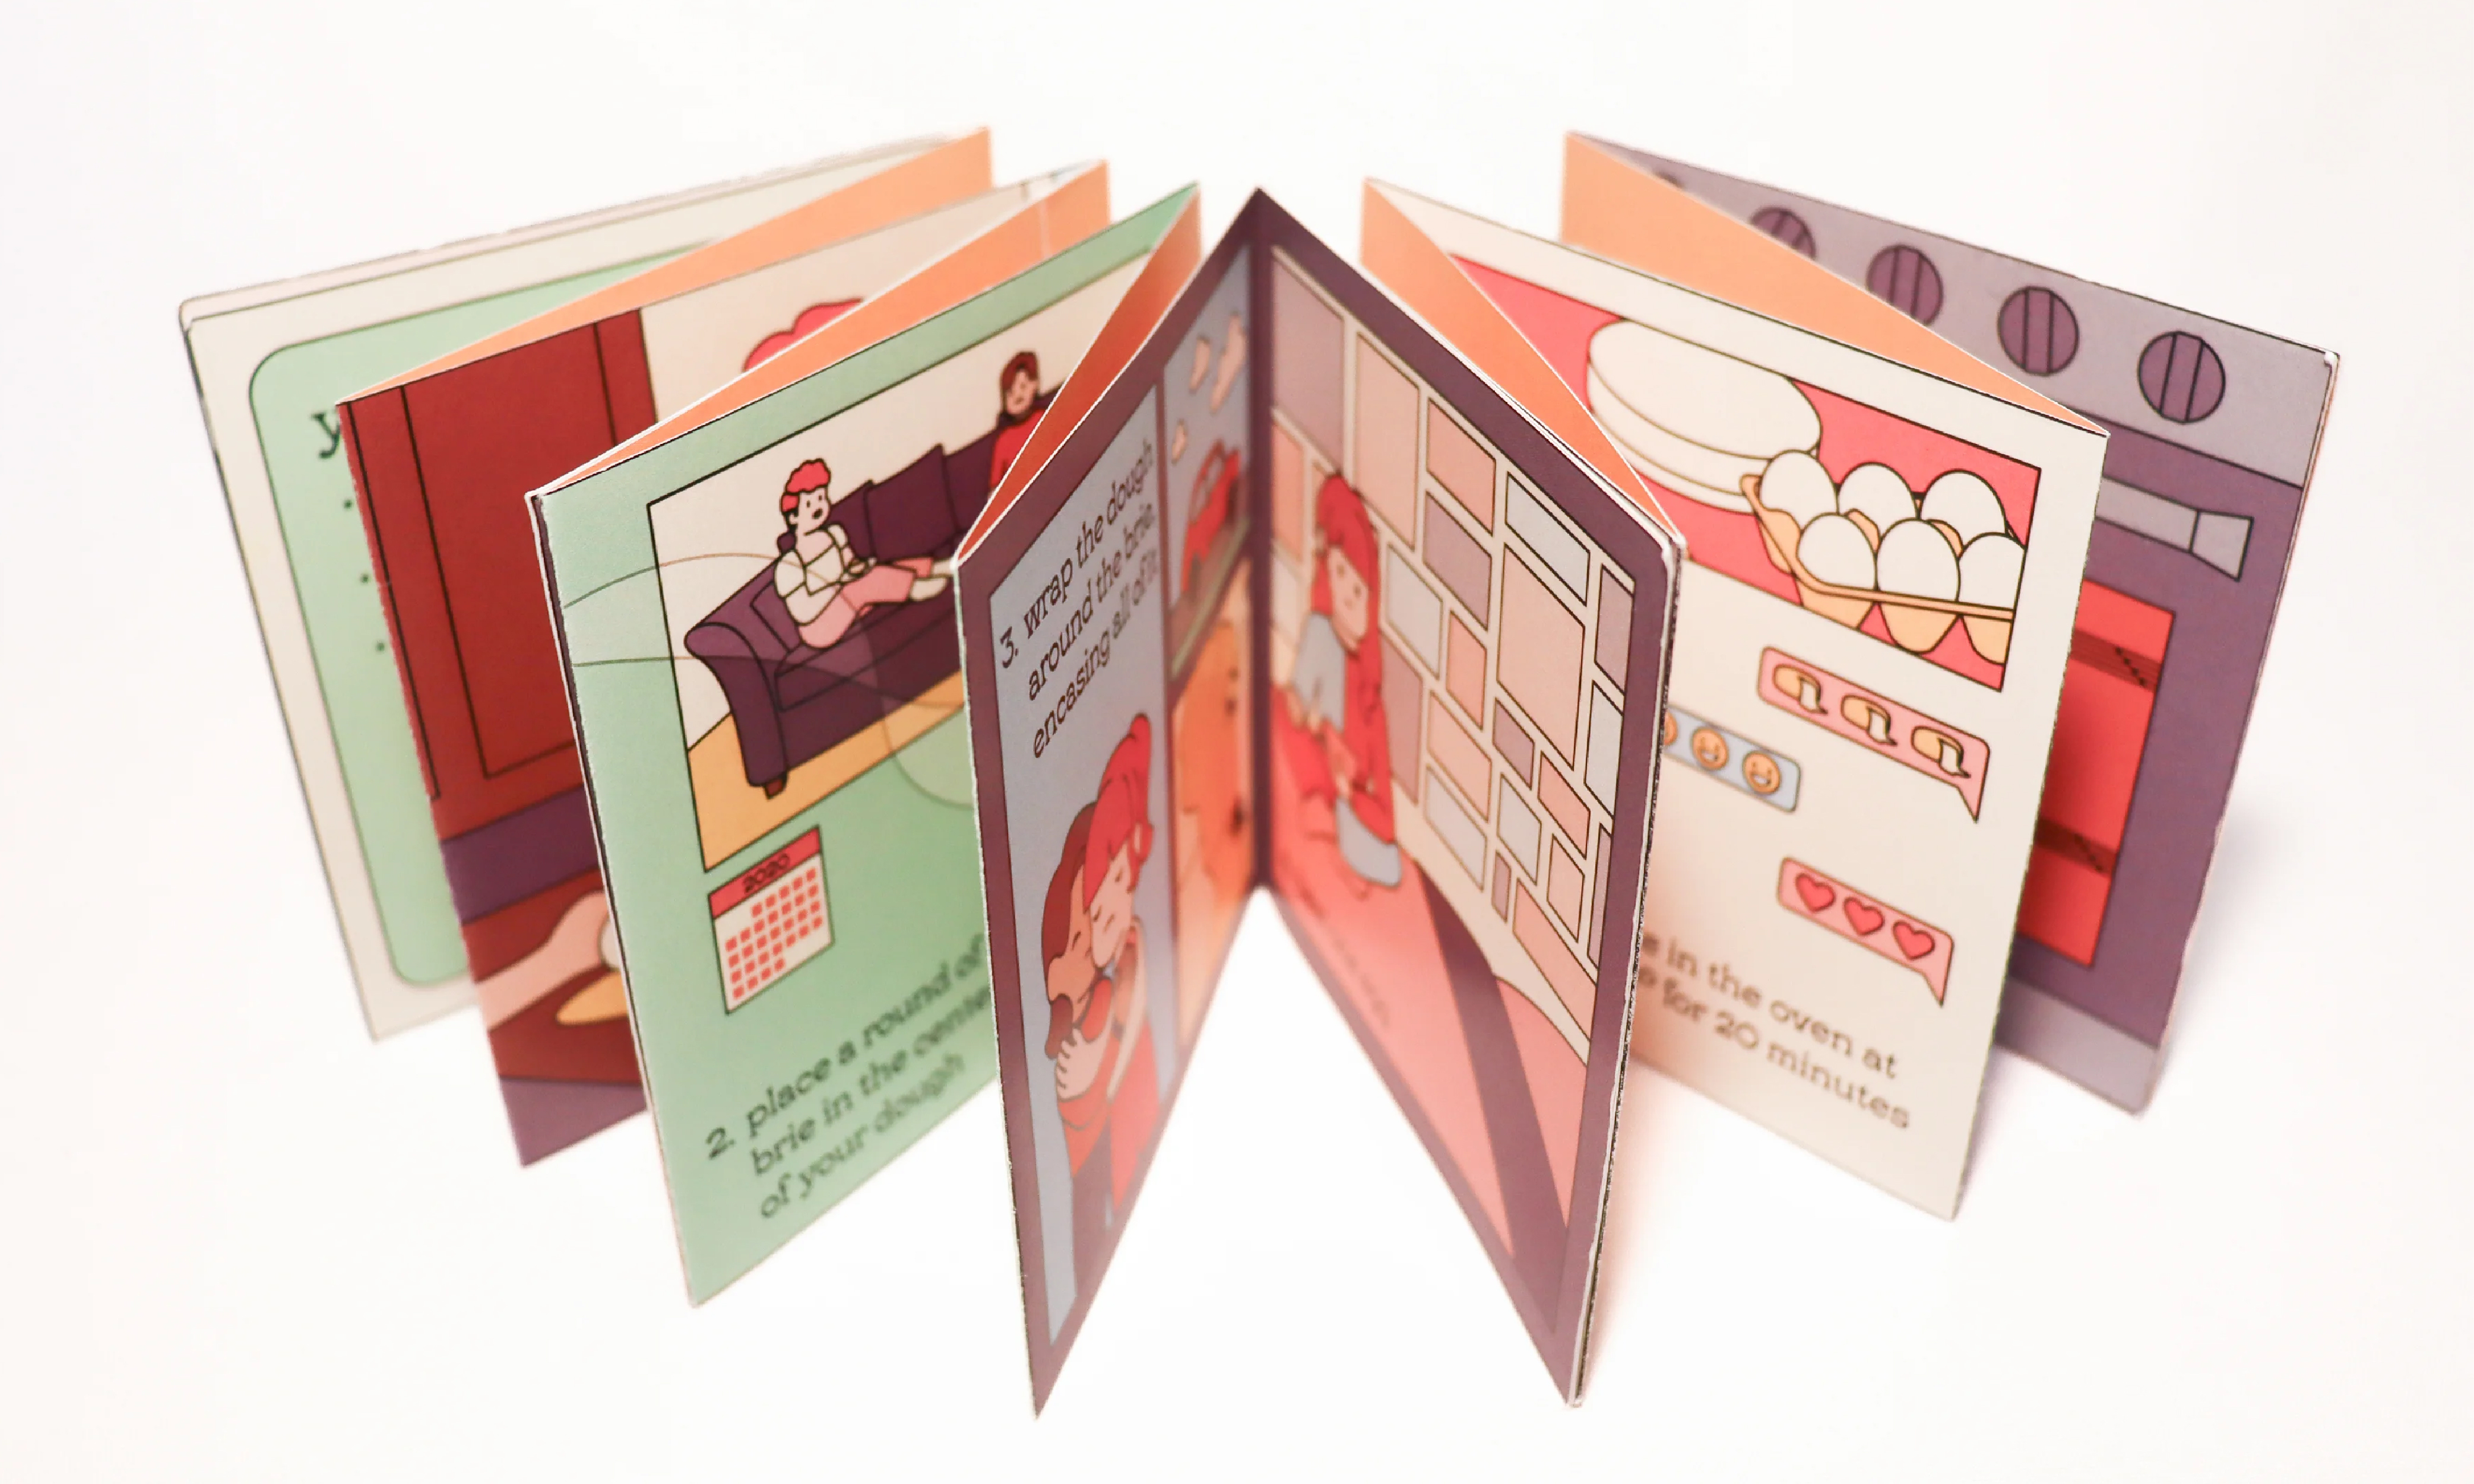 2020
2. place a round of
brie in the cente
of your dough
3. wrap the dough
around the brie,
encasing all of it
in the oven at
for 20 minutes